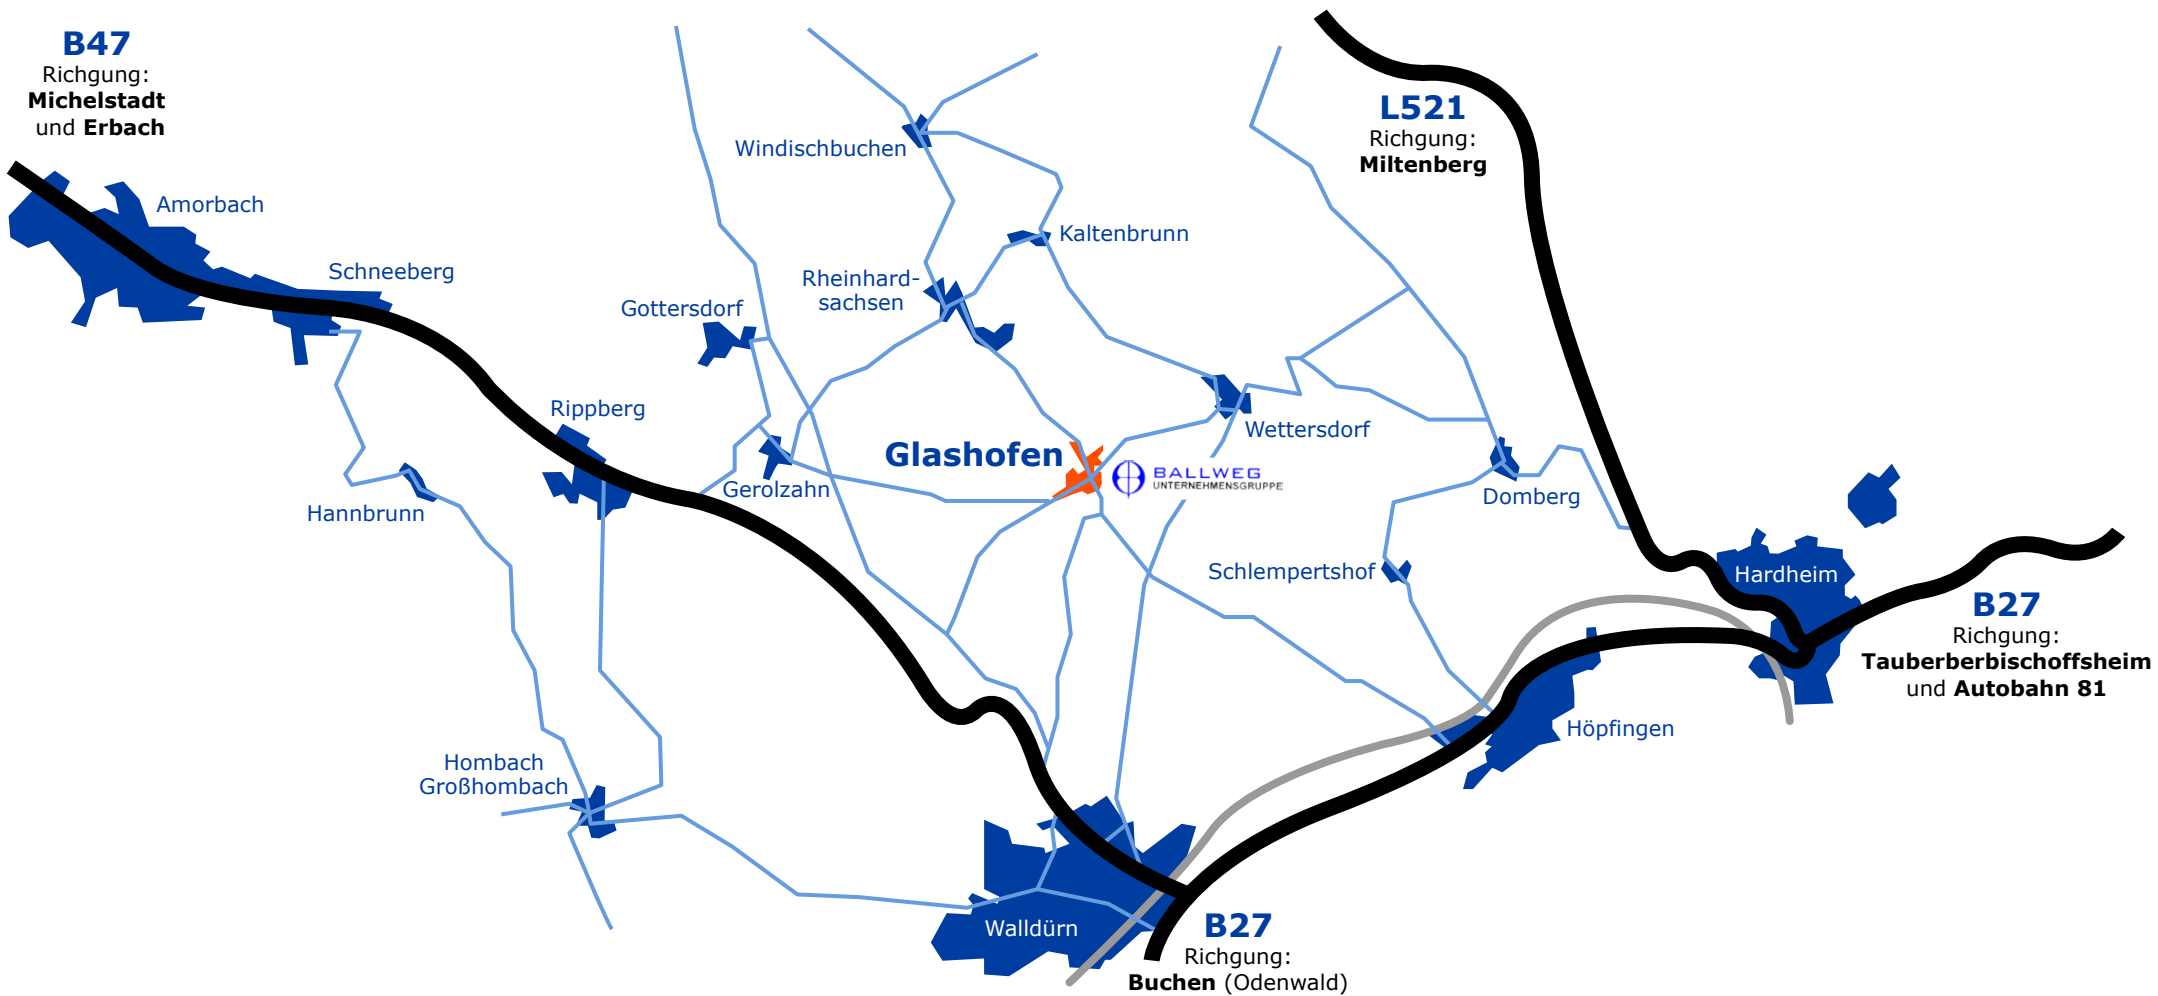 B47
Richgung:
Michelstadt
und Erbach
L521
Richgung:
Miltenberg
Windischbuchen
Amorbach
Kaltenbrunn
Schneeberg
Rheinhard-
sachsen
Gottersdorf
Rippberg
Wettersdorf
Glashofen
BALLWEG
UNTERNEHMENSGRUPPE
Gerolzahn
Domberg
Hannbrunn
Schlempertshof
Hardheim
B27
Richgung:
Tauberberbischoffsheim
und Autobahn 81
Höpfingen
Hombach
Großhombach
Walldürn
B27
Richgung:
Buchen (Odenwald)